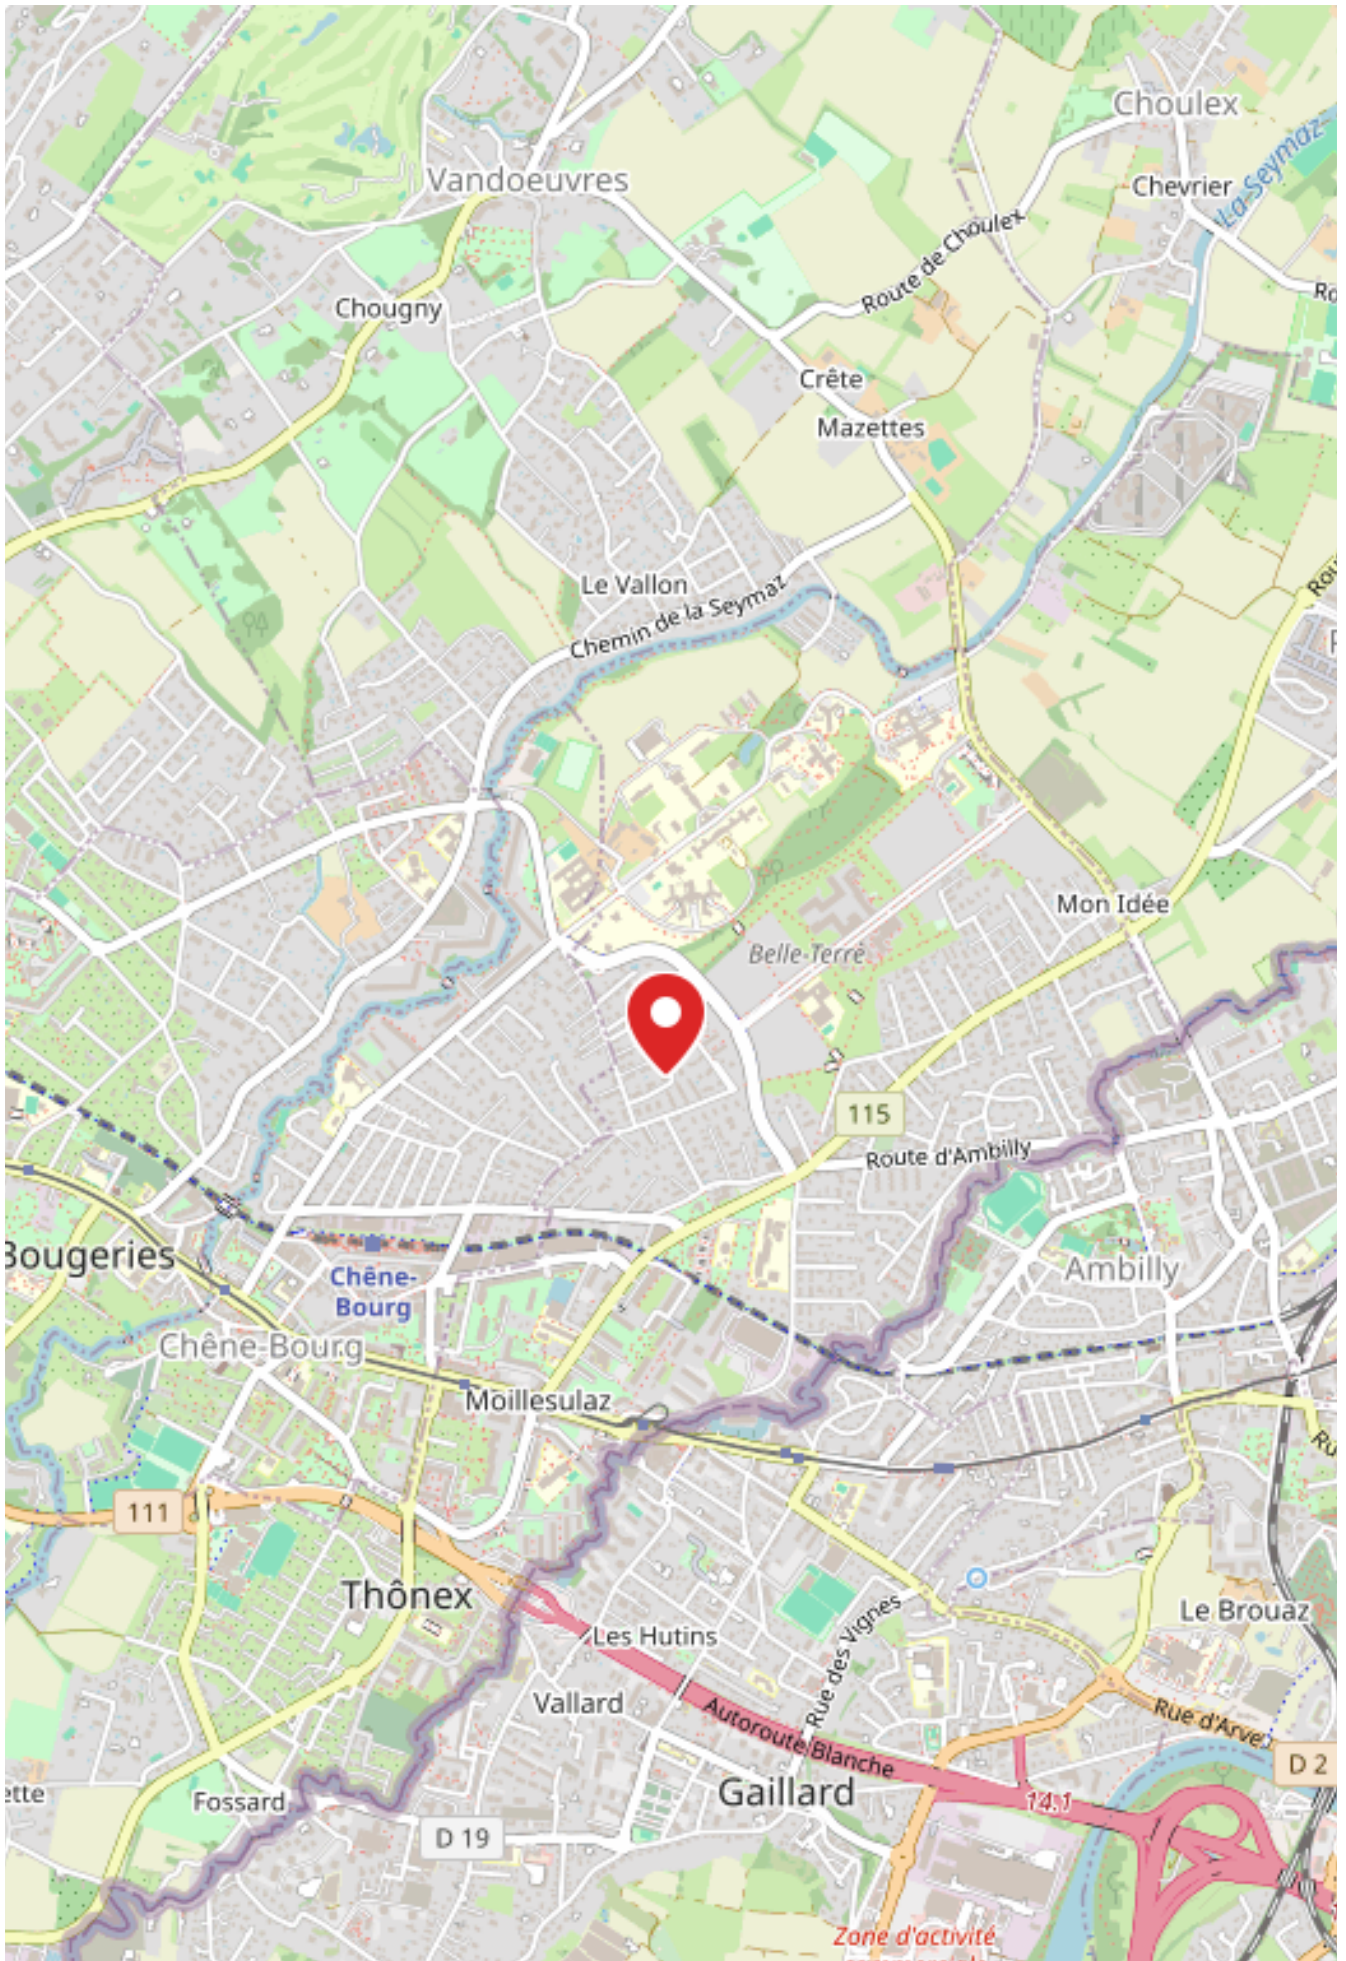 Choulex
La Seymaz
Vandoeuvres
Chevrier
Route de Choulex
Chougny
Crête
Mazettes
Le Vallon
Chemin de la Seymaz
Mon Idée
Belle-Terre
115
Route d'Ambilly
Bougeries
Ambilly
Chêne-
Bourg
Chêne-Bourg
Moillesulaz
111
Thônex
Rue des Vignes
Le Brouaz
Les Hutins
Vallard
Autoroute Blanche
Rue d'Arve
D 2
Gaillard
ette
Fossard
14.1
D 19
Zone d'activité